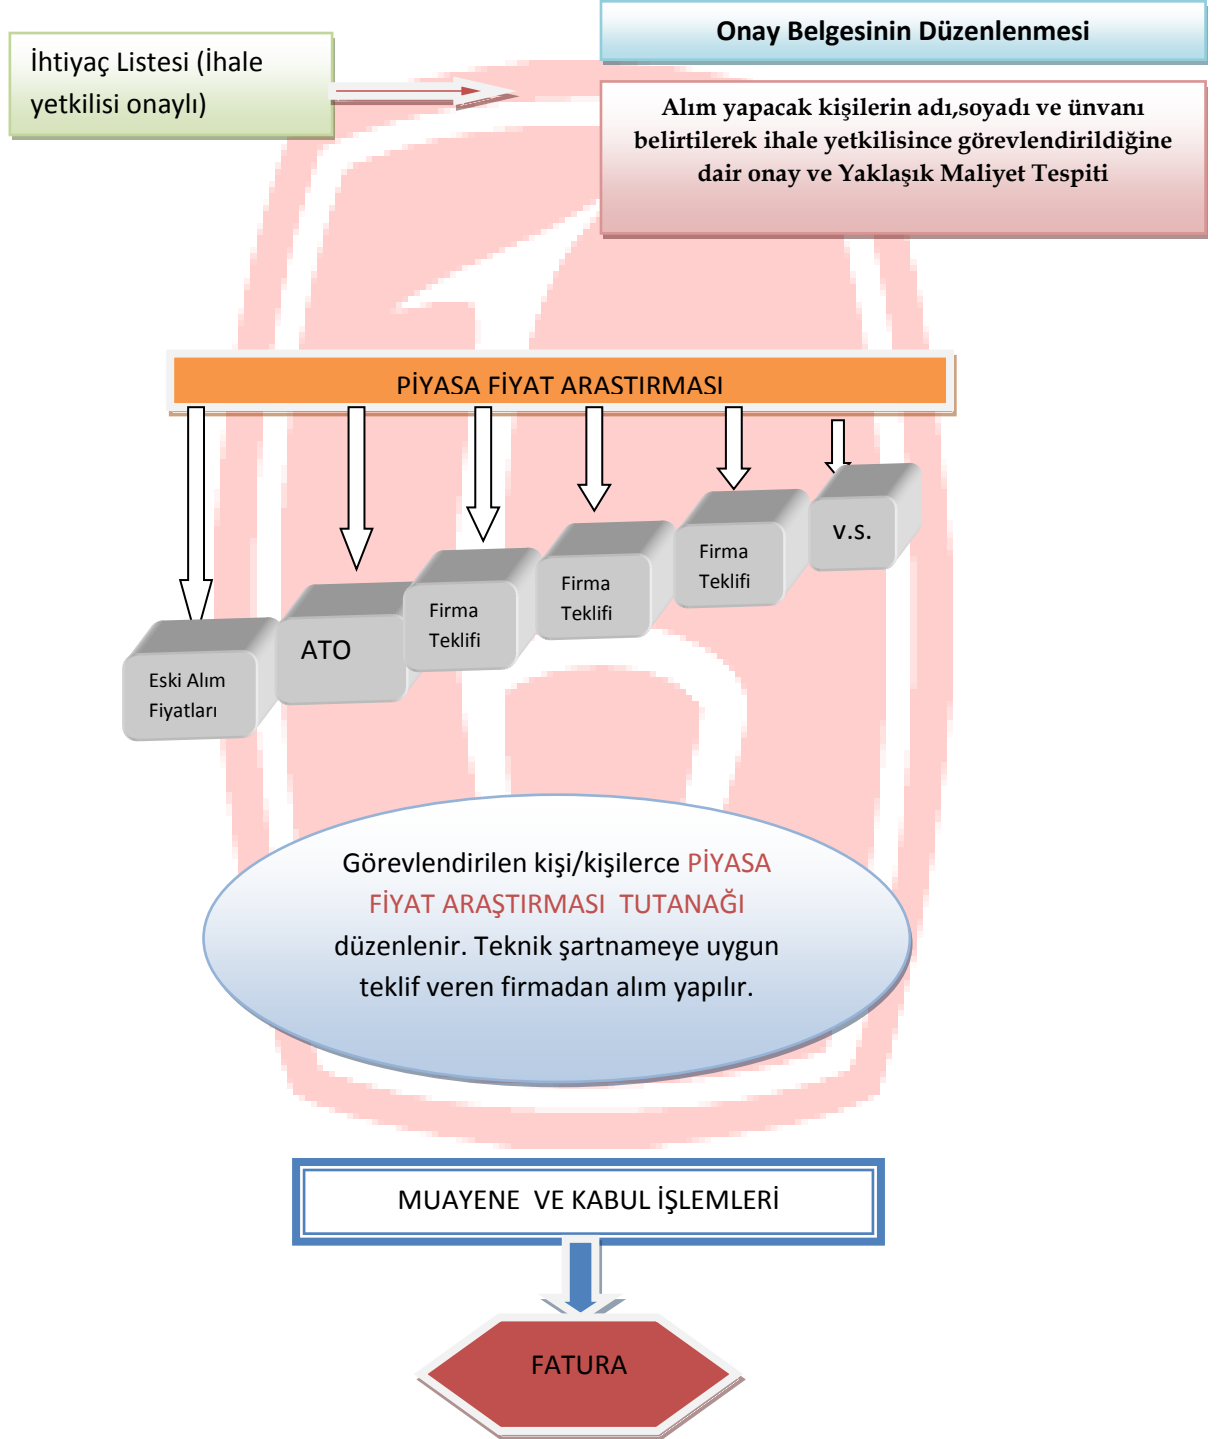 Onay Belgesinin Düzenlenmesi
İhtiyaç Listesi (İhale
yetkilisi onaylı)
Alım yapacak kişilerin adı,soyadı ve ünvanı
belirtilerek ihale yetkilisince görevlendirildiğine
dair onay ve Yaklaşık Maliyet Tespiti
PİYASA FİYAT ARAŞTIRMASI
Eski Alım
Fiyatları
ATO
Firma
Teklifi
Firma
Teklifi
Firma
Teklifi
v.s.
Görevlendirilen kişi/kişilerce PİYASA
FİYAT ARAŞTIRMASI  TUTANAĞI
düzenlenir. Teknik şartnameye uygun
teklif veren firmadan alım yapılır.
MUAYENE  VE KABUL İŞLEMLERİ
FATURA